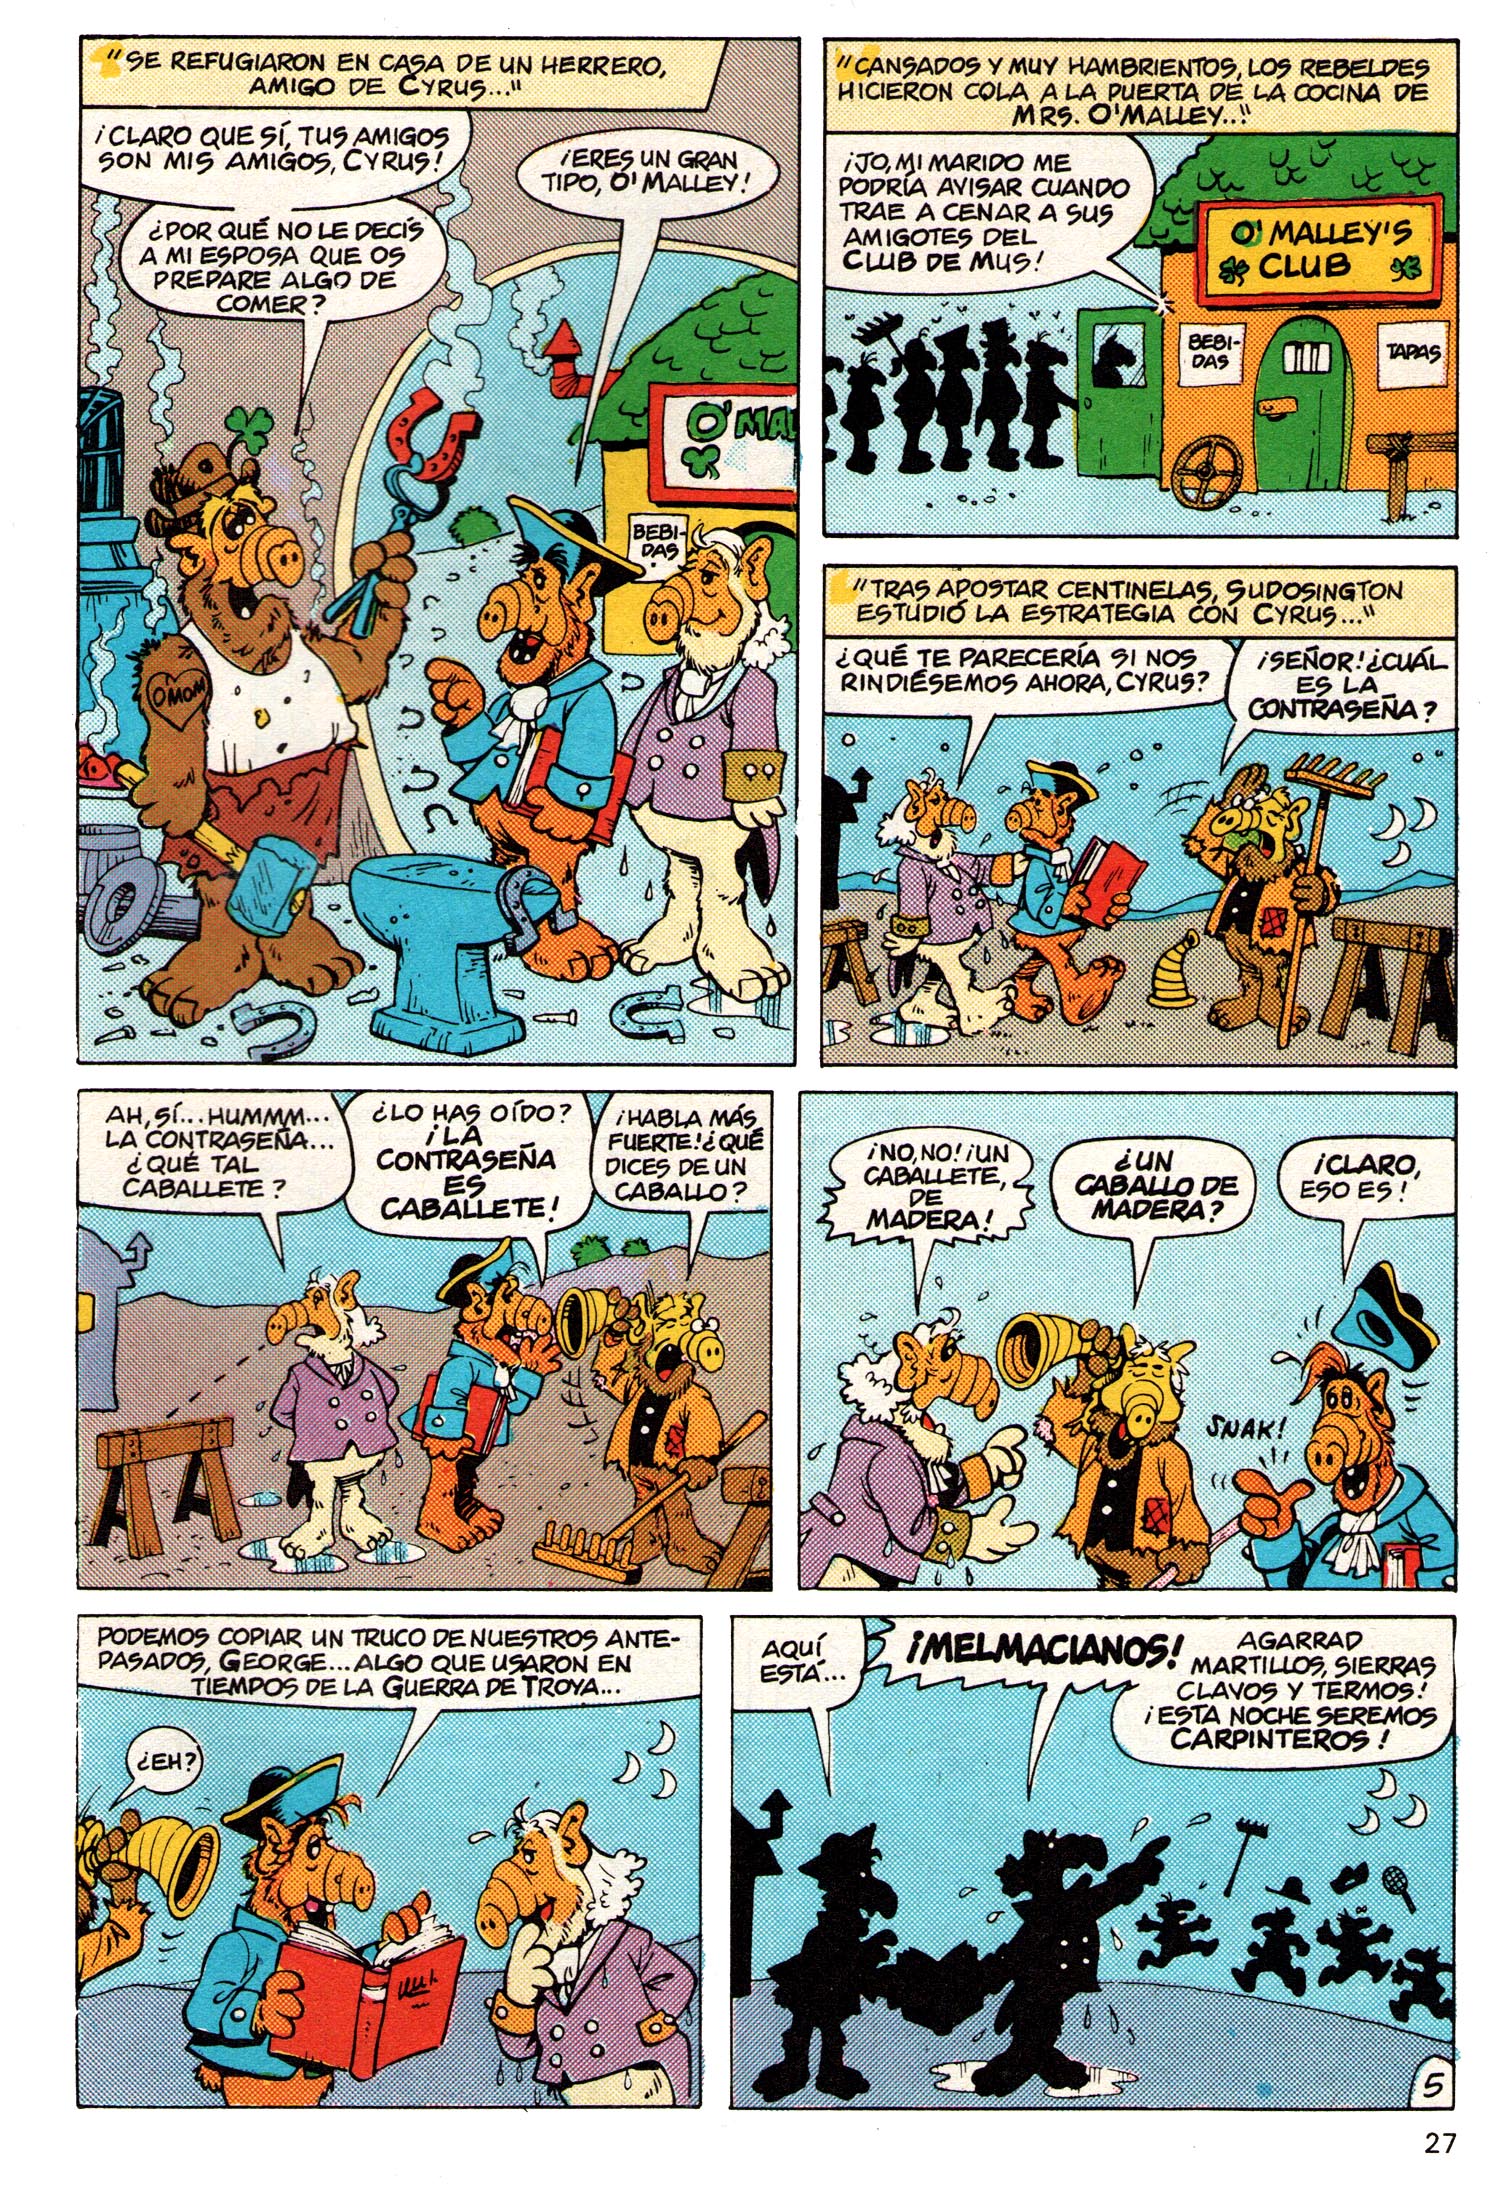 "SE REFUGIARON EN CASA DE UN HERRERO,
AMIGO DE CYRUS..."
¡CLARO QUE SÍ, TUS AMIGOS
SON MIS AMIGOS, CYRUS!
¿POR QUÉ NO LE DECÍS
A MI ESPOSA QUE OS
PREPARE ALGO DE
COMER?
¡ERES UN GRAN
TIPO, O'MALLEY!
O'MAL
BEBI-
DAS
O MOM
"CANSADOS Y MUY HAMBRIENTOS, LOS REBELDES
HICIERON COLA A LA PUERTA DE LA COCINA DE
MRS. O'MALLEY..."
¡JO, MI MARIDO ME
PODRÍA AVISAR CUANDO
TRAE A CENAR A SUS
AMIGOTES DEL
CLUB DE MUS!
O'MALLEY'S
CLUB
BEBI-
DAS
TAPAS
"TRAS APOSTAR CENTINELAS, SUDOSINGTON
ESTUDIÓ LA ESTRATEGIA CON CYRUS..."
¿QUÉ TE PARECERÍA SI NOS
RINDIÉSEMOS AHORA, CYRUS?
¡SEÑOR! ¿CUÁL
ES LA
CONTRASEÑA?
AH, SÍ... HUMMM...
LA CONTRASEÑA...
¿QUÉ TAL
CABALLETE?
¿LO HAS OÍDO?
¡LA
CONTRASEÑA
ES
CABALLETE!
¡HABLA MÁS
FUERTE! ¿QUÉ
DICES DE UN
CABALLO?
¡NO, NO! ¡UN
CABALLETE,
DE
MADERA!
¿UN
CABALLO DE
MADERA?
¡CLARO,
ESO ES!
SNAK!
PODEMOS COPIAR UN TRUCO DE NUESTROS ANTE-
PASADOS, GEORGE... ALGO QUE USARON EN
TIEMPOS DE LA GUERRA DE TROYA...
¿EH?
AQUÍ
ESTÁ...
¡MELMACIANOS!
AGARRAD
MARTILLOS, SIERRAS
CLAVOS Y TERMOS!
¡ESTA NOCHE SEREMOS
CARPINTEROS!
5
27